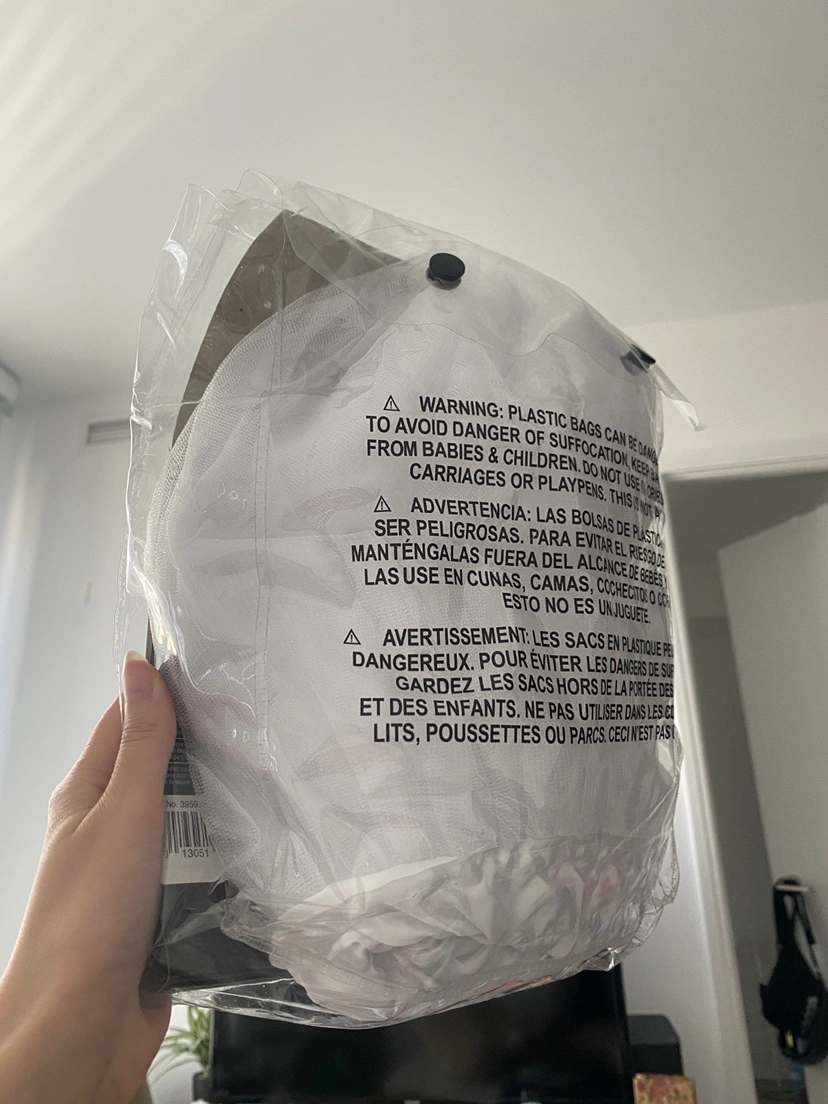 ⚠ WARNING: PLASTIC BAGS CAN BE
TO AVOID DANGER OF SUFFOCATION, KEEP
FROM BABIES & CHILDREN. DO NOT USE IN
CARRIAGES OR PLAYPENS. THIS IS NOT
⚠ ADVERTENCIA: LAS BOLSAS DE
SER PELIGROSAS. PARA EVITAR EL RIESGO DE
MANTÉNGALAS FUERA DEL ALCANCE DE BEBÉS
LAS USE EN CUNAS, CAMAS, COCHECITOS O
ESTO NO ES UN JUGUETE.
⚠ AVERTISSEMENT: LES SACS EN PLASTIQUE
DANGEREUX. POUR ÉVITER LES DANGERS DE
GARDEZ LES SACS HORS DE LA PORTÉE DES
ET DES ENFANTS. NE PAS UTILISER DANS LES
LITS, POUSSETTES OU PARCS. CECI N'EST PAS
No. 3959
13051